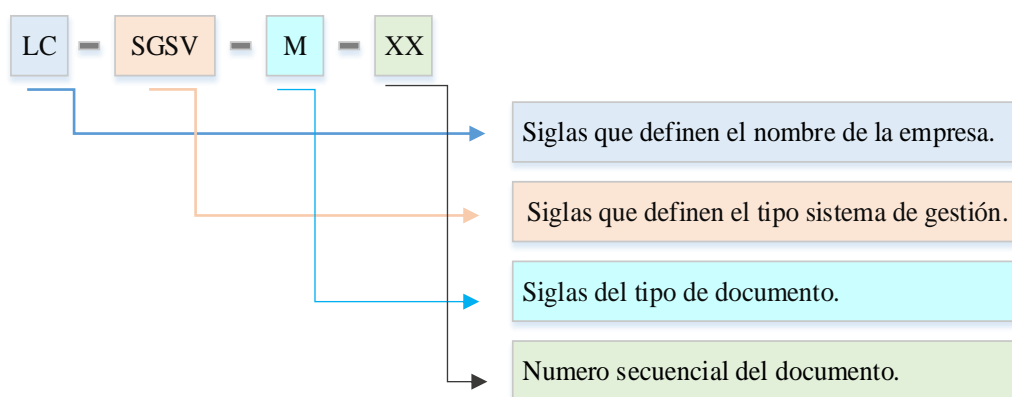 LC - SGSV - M - XX
Siglas que definen el nombre de la empresa.
Siglas que definen el tipo sistema de gestión.
Siglas del tipo de documento.
Numero secuencial del documento.